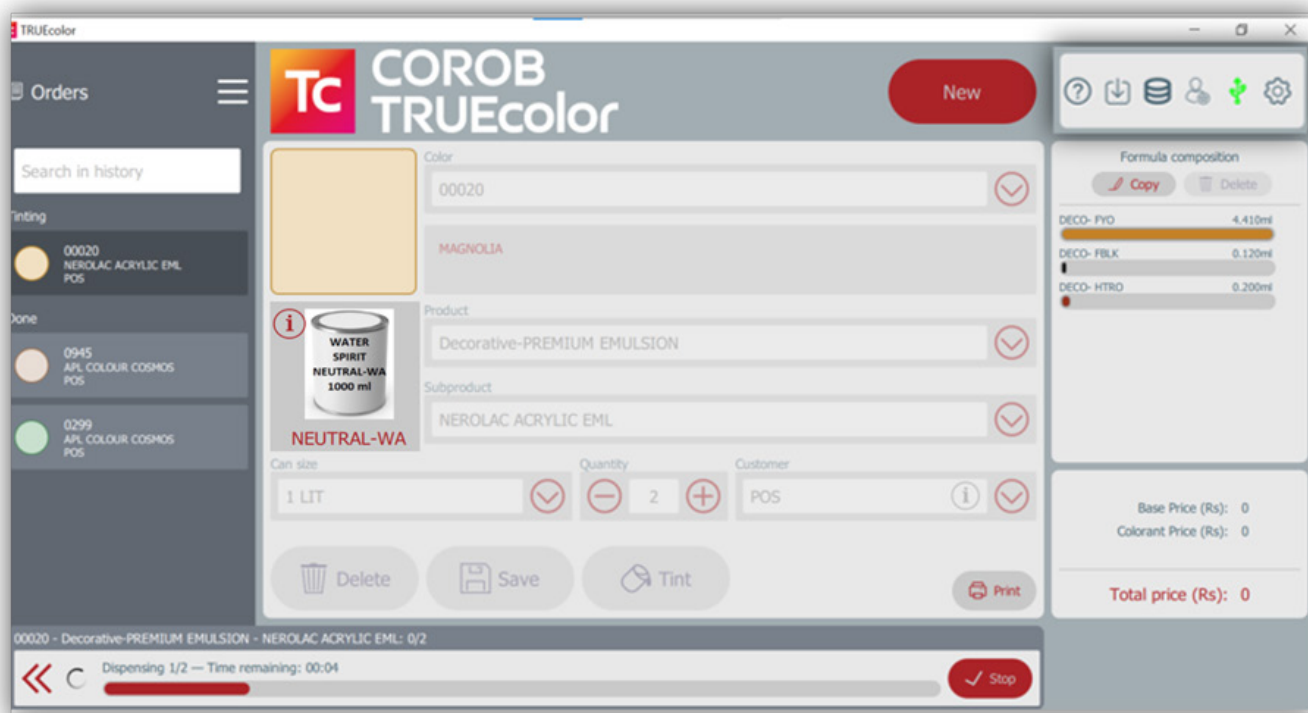 TRUEcolor
Orders
Search in history
Tinting
00020
NEROLAC ACRYLIC EML
POS
Done
0945
APL COLOUR COSMOS
POS
0299
APL COLOUR COSMOS
POS
Tc
COROB
TRUEcolor
New
Color
00020
MAGNOLIA
WATER
SPIRIT
NEUTRAL-WA
1000 ml
NEUTRAL-WA
Product
Decorative-PREMIUM EMULSION
Subproduct
NEROLAC ACRYLIC EML
Can size
1 LIT
Quantity
2
Customer
POS
Delete
Save
Tint
Print
Formula composition
Copy
Delete
DECO- FYO 4.410ml
DECO- FBLK 0.120ml
DECO- HTRO 0.200ml
Base Price (Rs): 0
Colorant Price (Rs): 0
Total price (Rs): 0
00020 - Decorative-PREMIUM EMULSION - NEROLAC ACRYLIC EML: 0/2
Dispensing 1/2 — Time remaining: 00:04
Stop